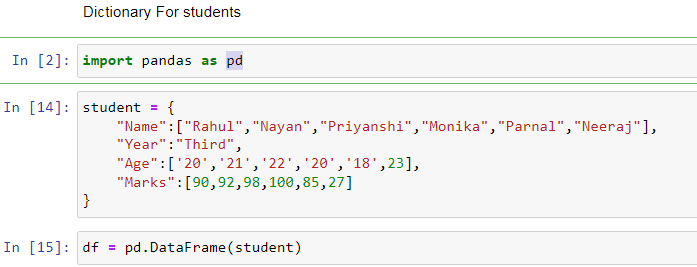 Dictionary For students
In [2]: import pandas as pd
In [14]: student = {
"Name":["Rahul","Nayan","Priyanshi","Monika","Parnal","Neeraj"],
"Year":"Third",
"Age":['20','21','22','20','18',23],
"Marks":[90,92,98,100,85,27]
}
In [15]: df = pd.DataFrame(student)